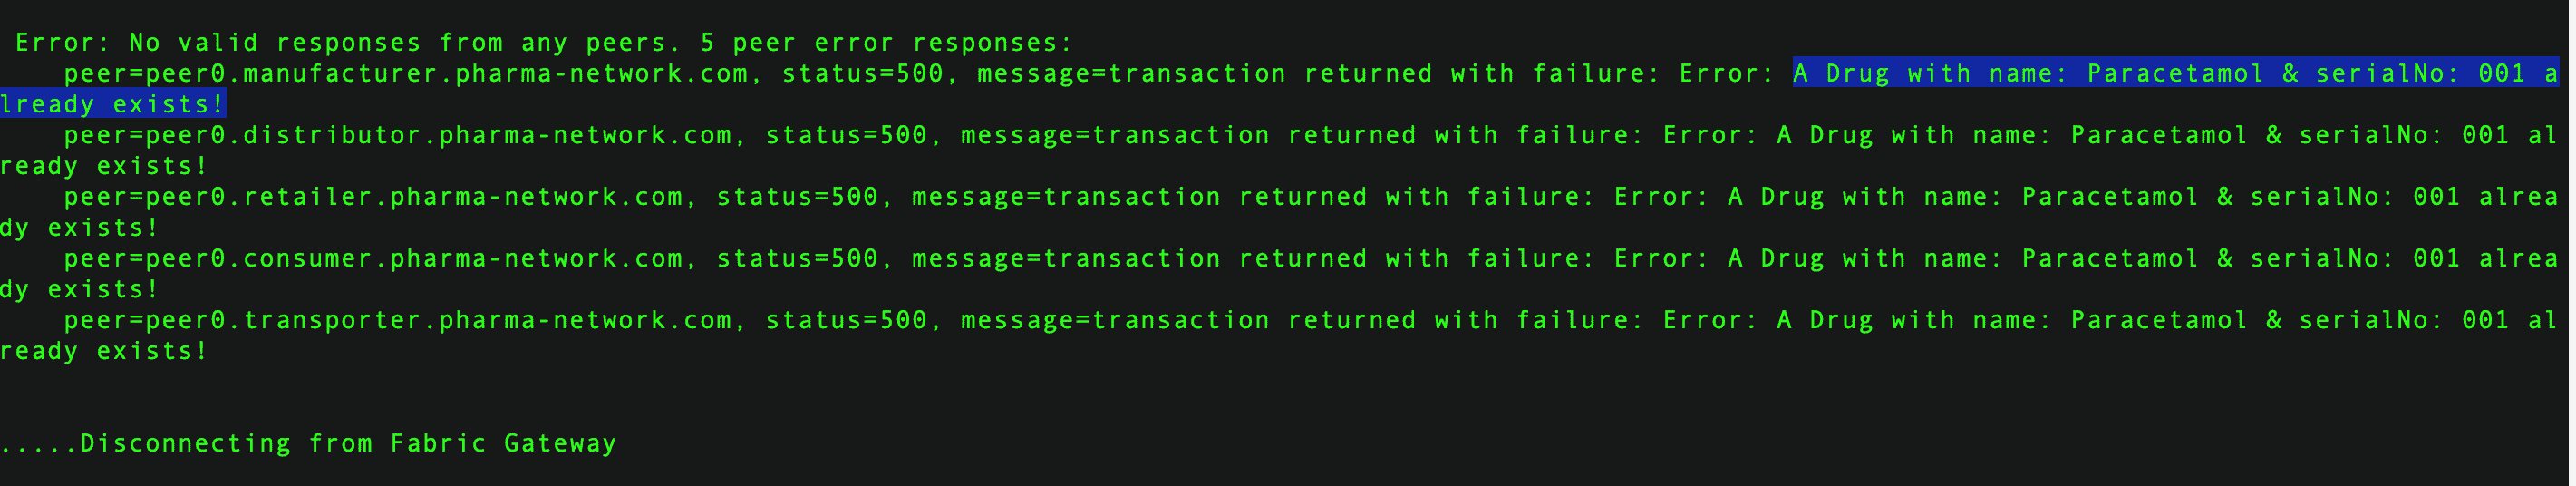 Error: No valid responses from any peers. 5 peer error responses:
peer=peer0.manufacturer.pharma-network.com, status=500, message=transaction returned with failure: Error: A Drug with name: Paracetamol & serialNo: 001 a
lready exists!
peer=peer0.distributor.pharma-network.com, status=500, message=transaction returned with failure: Error: A Drug with name: Paracetamol & serialNo: 001 al
ready exists!
peer=peer0.retailer.pharma-network.com, status=500, message=transaction returned with failure: Error: A Drug with name: Paracetamol & serialNo: 001 alrea
dy exists!
peer=peer0.consumer.pharma-network.com, status=500, message=transaction returned with failure: Error: A Drug with name: Paracetamol & serialNo: 001 alrea
dy exists!
peer=peer0.transporter.pharma-network.com, status=500, message=transaction returned with failure: Error: A Drug with name: Paracetamol & serialNo: 001 al
ready exists!
.....Disconnecting from Fabric Gateway